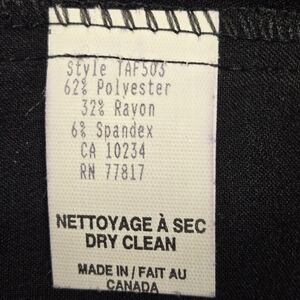 Style TAF503
62% Polyester
32% Rayon
6% Spandex
CA 10234
RN 77817
NETTOYAGE À SEC
DRY CLEAN
MADE IN / FAIT AU
CANADA